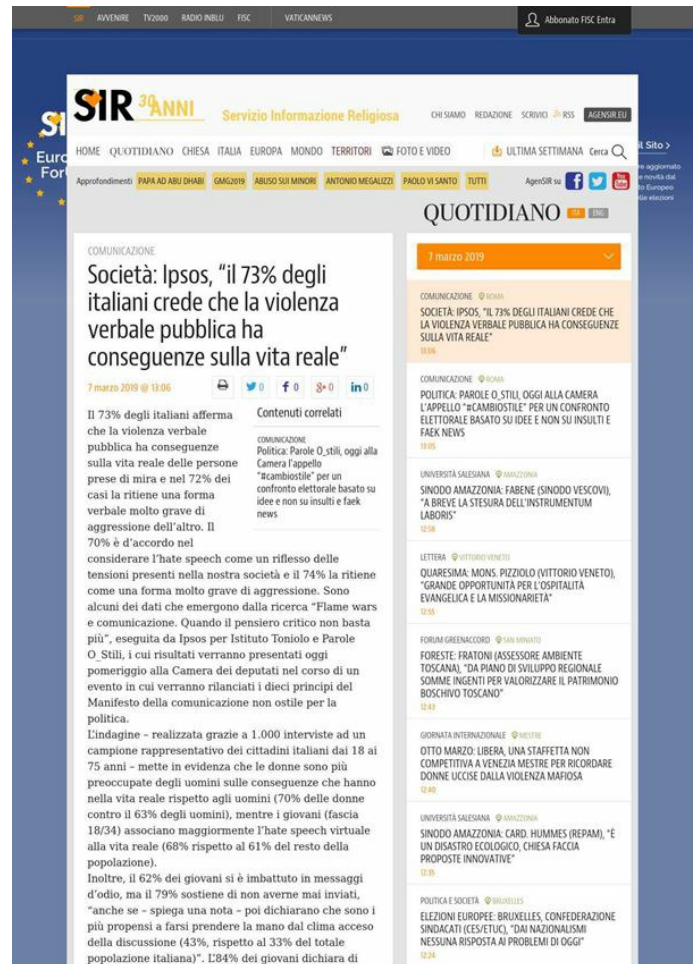 SIR AVVENIRE TV2000 RADIO INBLU FISC VATICANNEWS
Abbonato FISC Entra
SIR 30 ANNI
Servizio Informazione Religiosa
CHI SIAMO REDAZIONE SCRIVICI RSS AGENSIR.EU
HOME QUOTIDIANO CHIESA ITALIA EUROPA MONDO TERRITORI FOTO E VIDEO ULTIMA SETTIMANA Cerca
Approfondimenti PAPA AD ABU DHABI GMG2019 ABUSO SUI MINORI ANTONIO MEGALIZZI PAOLO VI SANTO TUTTI AgenSIR su
You Tube
il Sito >
QUOTIDIANO ITA ENG
COMUNICAZIONE
Società: Ipsos, “il 73% degli
italiani crede che la violenza
verbale pubblica ha
conseguenze sulla vita reale”
7 marzo 2019 @ 13:06
0 0 0 0
Il 73% degli italiani afferma
che la violenza verbale
pubblica ha conseguenze
sulla vita reale delle persone
prese di mira e nel 72% dei
casi la ritiene una forma
verbale molto grave di
aggressione dell’altro. Il
70% è d’accordo nel
considerare l’hate speech come un riflesso delle
tensioni presenti nella nostra società e il 74% la ritiene
come una forma molto grave di aggressione. Sono
alcuni dei dati che emergono dalla ricerca “Flame wars
e comunicazione. Quando il pensiero critico non basta
più”, eseguita da Ipsos per Istituto Toniolo e Parole
O_Stili, i cui risultati verranno presentati oggi
pomeriggio alla Camera dei deputati nel corso di un
evento in cui verranno rilanciati i dieci principi del
Manifesto della comunicazione non ostile per la
politica.
L’indagine – realizzata grazie a 1.000 interviste ad un
campione rappresentativo dei cittadini italiani dai 18 ai
75 anni – mette in evidenza che le donne sono più
preoccupate degli uomini sulle conseguenze che hanno
nella vita reale rispetto agli uomini (70% delle donne
contro il 63% degli uomini), mentre i giovani (fascia
18/34) associano maggiormente l’hate speech virtuale
alla vita reale (68% rispetto al 61% del resto della
popolazione).
Inoltre, il 62% dei giovani si è imbattuto in messaggi
d’odio, ma il 79% sostiene di non averne mai inviati,
“anche se – spiega una nota – poi dichiarano che sono i
più propensi a farsi prendere la mano dal clima acceso
della discussione (43%, rispetto al 33% del totale
popolazione italiana)”. L’84% dei giovani dichiara di
Contenuti correlati
COMUNICAZIONE
Politica: Parole O_stili, oggi alla
Camera l’appello
“#cambiostile” per un
confronto elettorale basato su
idee e non su insulti e faek
news
7 marzo 2019
COMUNICAZIONE ROMA
SOCIETÀ: IPSOS, “IL 73% DEGLI ITALIANI CREDE CHE
LA VIOLENZA VERBALE PUBBLICA HA CONSEGUENZE
SULLA VITA REALE”
13:06
COMUNICAZIONE ROMA
POLITICA: PAROLE O_STILI, OGGI ALLA CAMERA
L’APPELLO “#CAMBIOSTILE” PER UN CONFRONTO
ELETTORALE BASATO SU IDEE E NON SU INSULTI E
FAEK NEWS
13:05
UNIVERSITÀ SALESIANA AMAZZONIA
SINODO AMAZZONIA: FABENE (SINODO VESCOVI),
“A BREVE LA STESURA DELL’INSTRUMENTUM
LABORIS”
12:58
LETTERA VITTORIO VENETO
QUARESIMA: MONS. PIZZIOLO (VITTORIO VENETO),
“GRANDE OPPORTUNITÀ PER L’OSPITALITÀ
EVANGELICA E LA MISSIONARIETÀ”
12:55
FORUM GREENACCORD SAN MINIATO
FORESTE: FRATONI (ASSESSORE AMBIENTE
TOSCANA), “DA PIANO DI SVILUPPO REGIONALE
SOMME INGENTI PER VALORIZZARE IL PATRIMONIO
BOSCHIVO TOSCANO”
12:43
GIORNATA INTERNAZIONALE MESTRE
OTTO MARZO: LIBERA, UNA STAFFETTA NON
COMPETITIVA A VENEZIA MESTRE PER RICORDARE
DONNE UCCISE DALLA VIOLENZA MAFIOSA
12:40
UNIVERSITÀ SALESIANA AMAZZONIA
SINODO AMAZZONIA: CARD. HUMMES (REPAM), “È
UN DISASTRO ECOLOGICO, CHIESA FACCIA
PROPOSTE INNOVATIVE”
12:35
POLITICA E SOCIETÀ BRUXELLES
ELEZIONI EUROPEE: BRUXELLES, CONFEDERAZIONE
SINDACATI (CES/ETUC), “DAI NAZIONALISMI
NESSUNA RISPOSTA AI PROBLEMI DI OGGI”
12:24